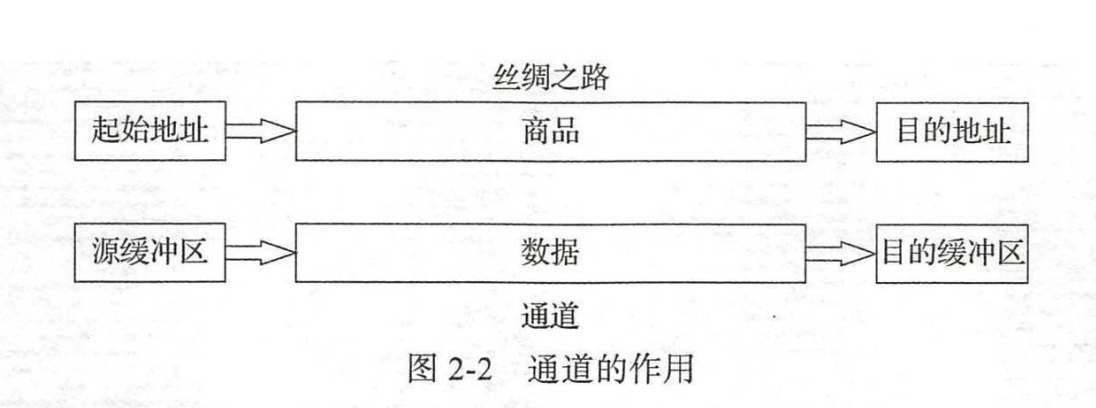 丝绸之路
起始地址 商品 目的地址
源缓冲区 数据 目的缓冲区
通道
图2-2 通道的作用